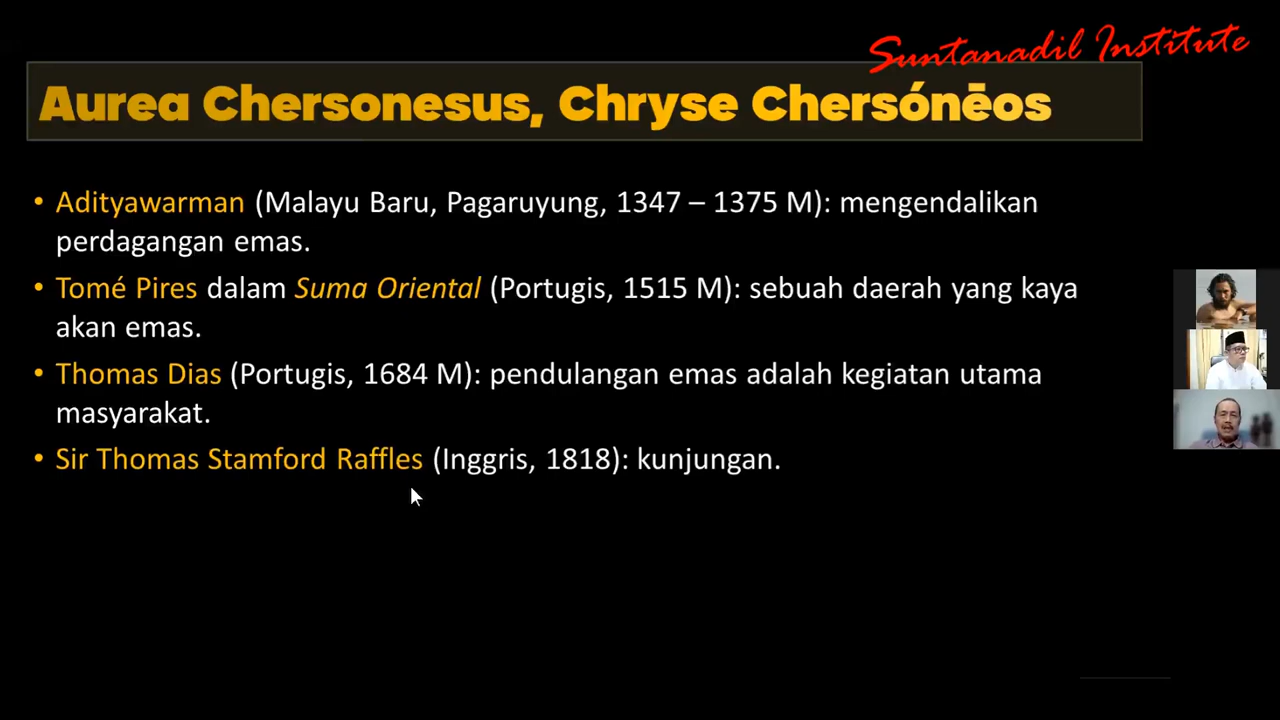 Suntanadil Institute
Aurea Chersonesus, Chryse Chersónēos
• Adityawarman (Malayu Baru, Pagaruyung, 1347 – 1375 M): mengendalikan
perdagangan emas.
• Tomé Pires dalam Suma Oriental (Portugis, 1515 M): sebuah daerah yang kaya
akan emas.
• Thomas Dias (Portugis, 1684 M): pendulangan emas adalah kegiatan utama
masyarakat.
• Sir Thomas Stamford Raffles (Inggris, 1818): kunjungan.